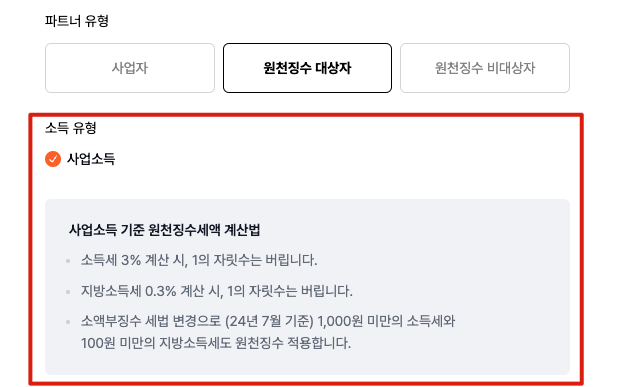 파트너 유형
사업자
원천징수 대상자
원천징수 비대상자
소득 유형
사업소득
사업소득 기준 원천징수세액 계산법
소득세 3% 계산 시, 1의 자릿수는 버립니다.
지방소득세 0.3% 계산 시, 1의 자릿수는 버립니다.
소액부징수 세법 변경으로 (24년 7월 기준) 1,000원 미만의 소득세와
100원 미만의 지방소득세도 원천징수 적용합니다.